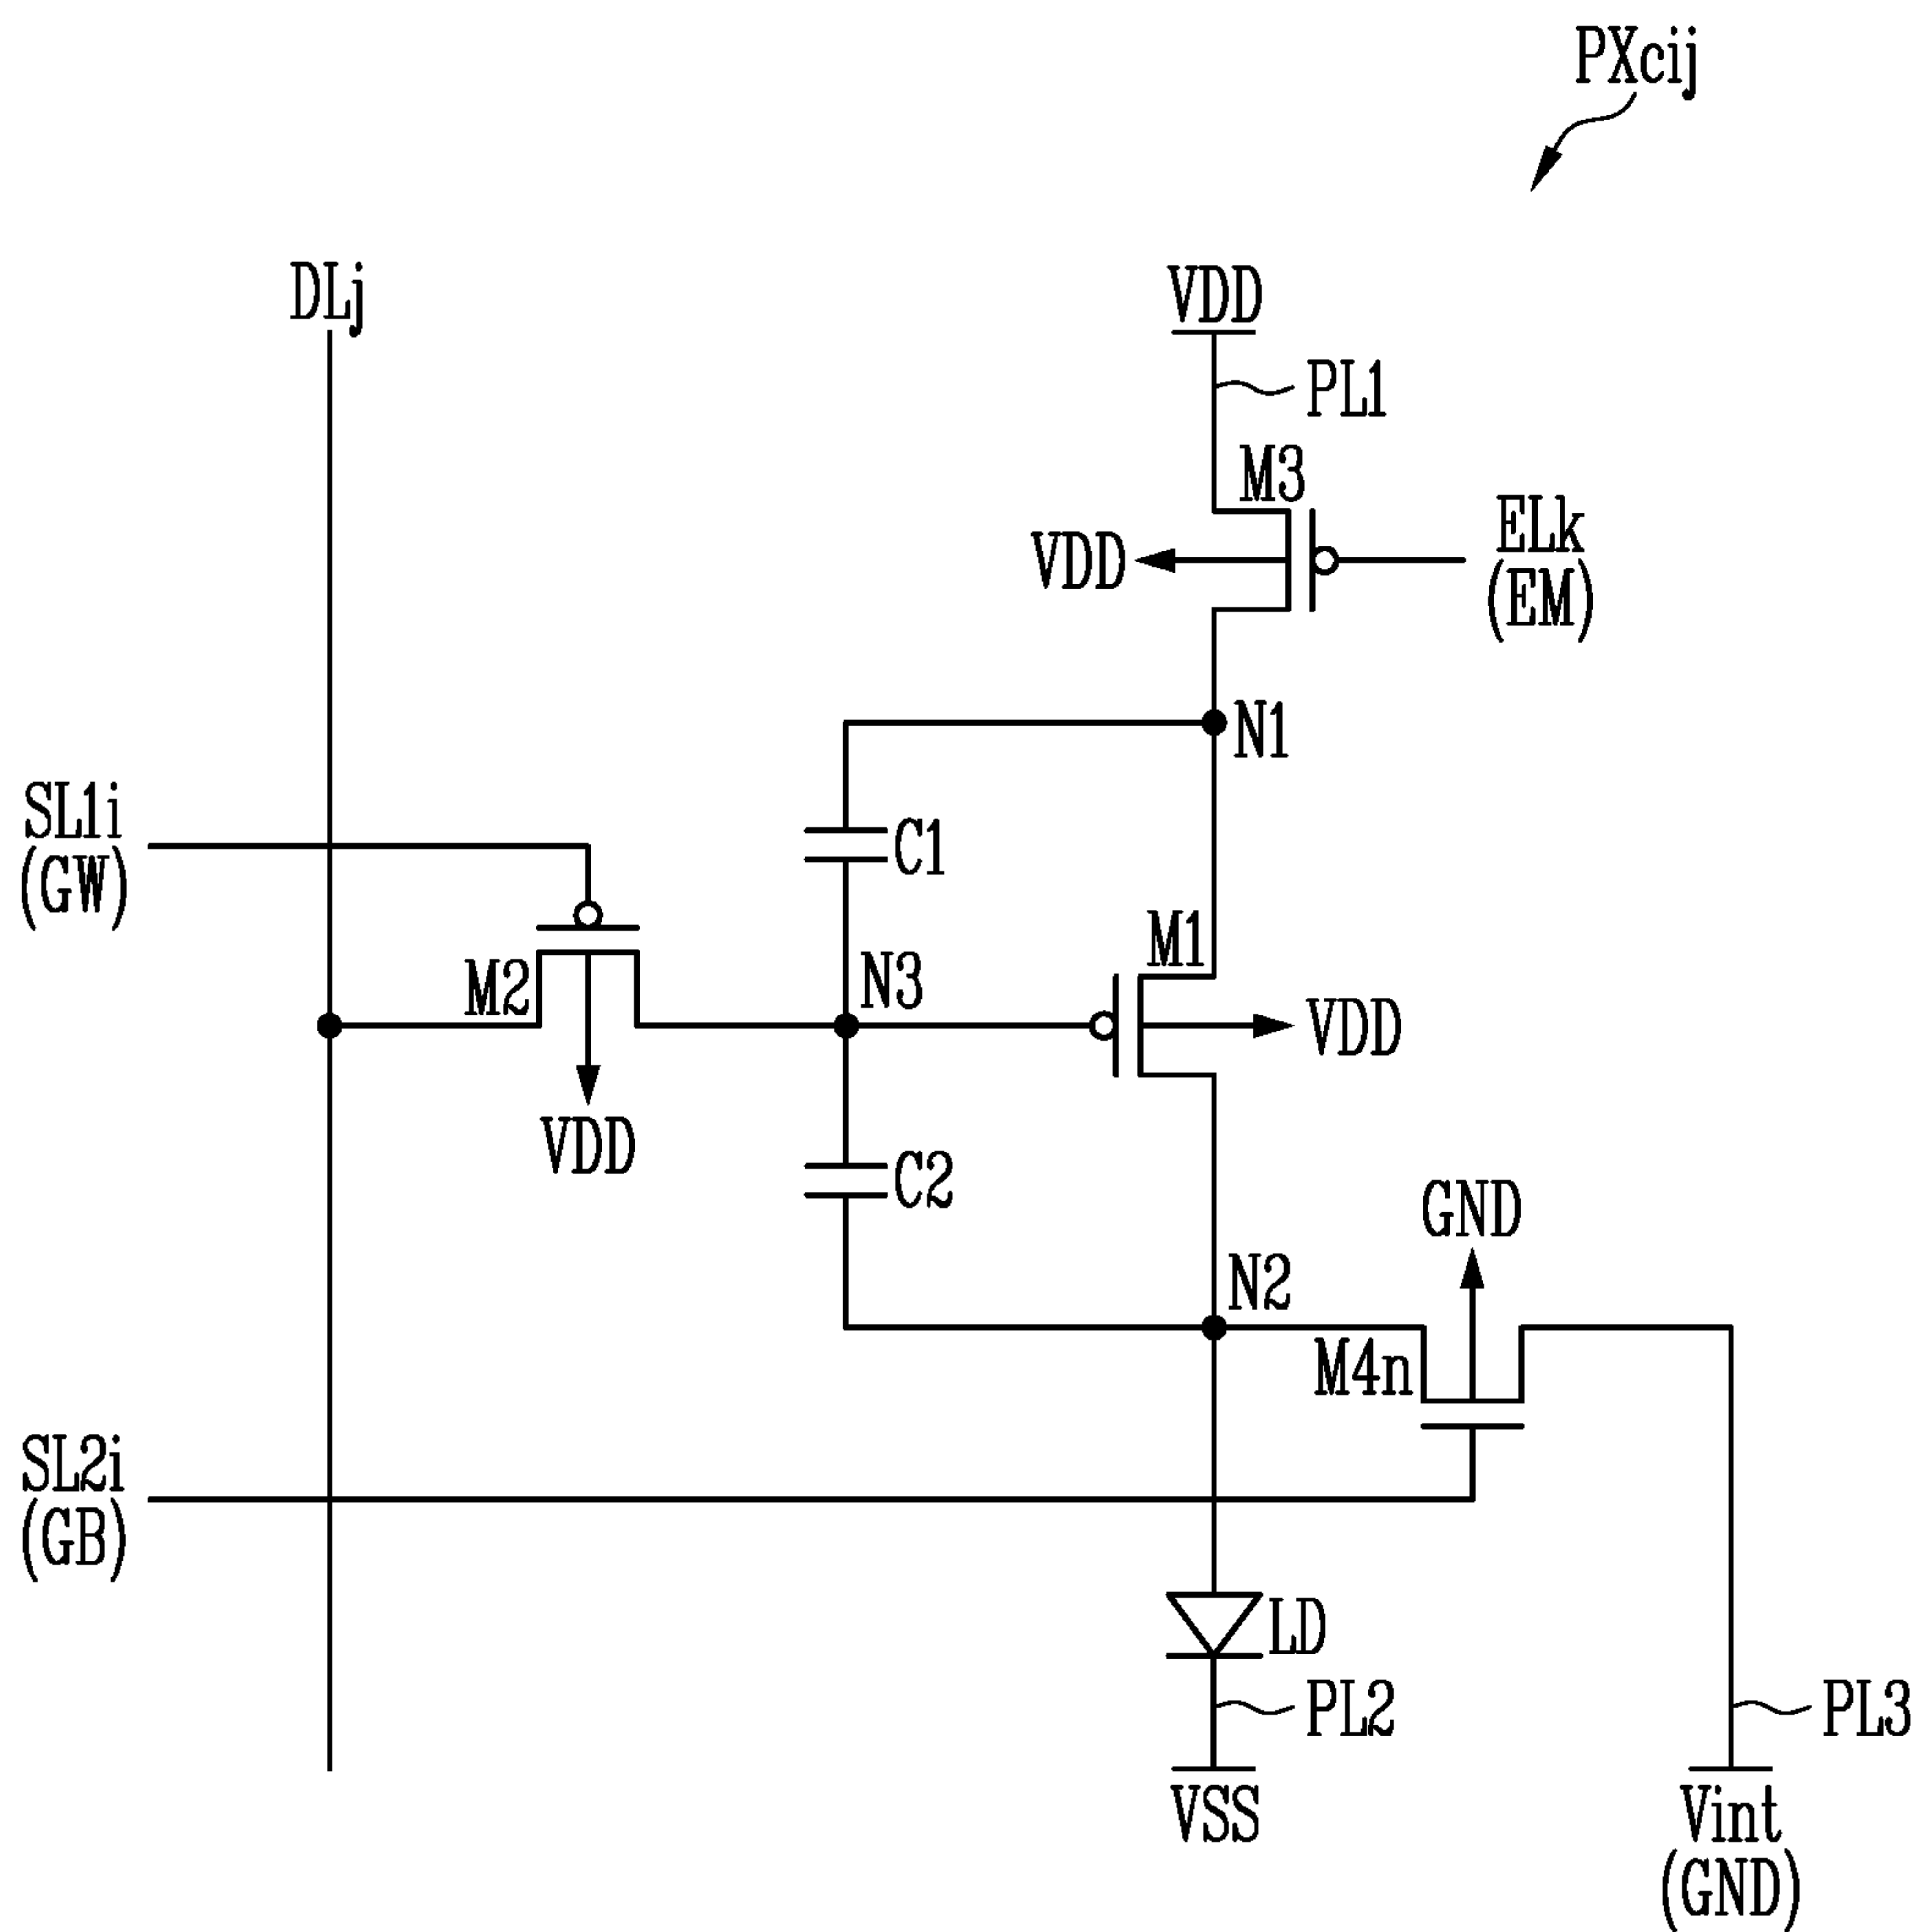 PXcij
DLj
VDD
PL1
M3
VDD
ELk
(EM)
N1
SL1i
(GW)
C1
M1
M2
N3
VDD
VDD
C2
GND
N2
M4n
SL2i
(GB)
LD
PL2
PL3
VSS
Vint
(GND)